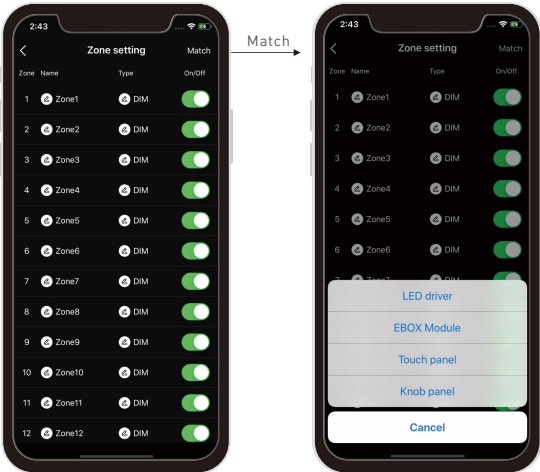 2:43
Zone setting Match
Zone Name Type On/Off
1 Zone1 DIM
2 Zone2 DIM
3 Zone3 DIM
4 Zone4 DIM
5 Zone5 DIM
6 Zone6 DIM
7 Zone7 DIM
8 Zone8 DIM
9 Zone9 DIM
10 Zone10 DIM
11 Zone11 DIM
12 Zone12 DIM
Match
2:43
Zone setting Match
Zone Name Type On/Off
1 Zone1 DIM
2 Zone2 DIM
3 Zone3 DIM
4 Zone4 DIM
5 Zone5 DIM
6 Zone6 DIM
7 Zone7 DIM
LED driver
EBOX Module
Touch panel
Knob panel
Cancel